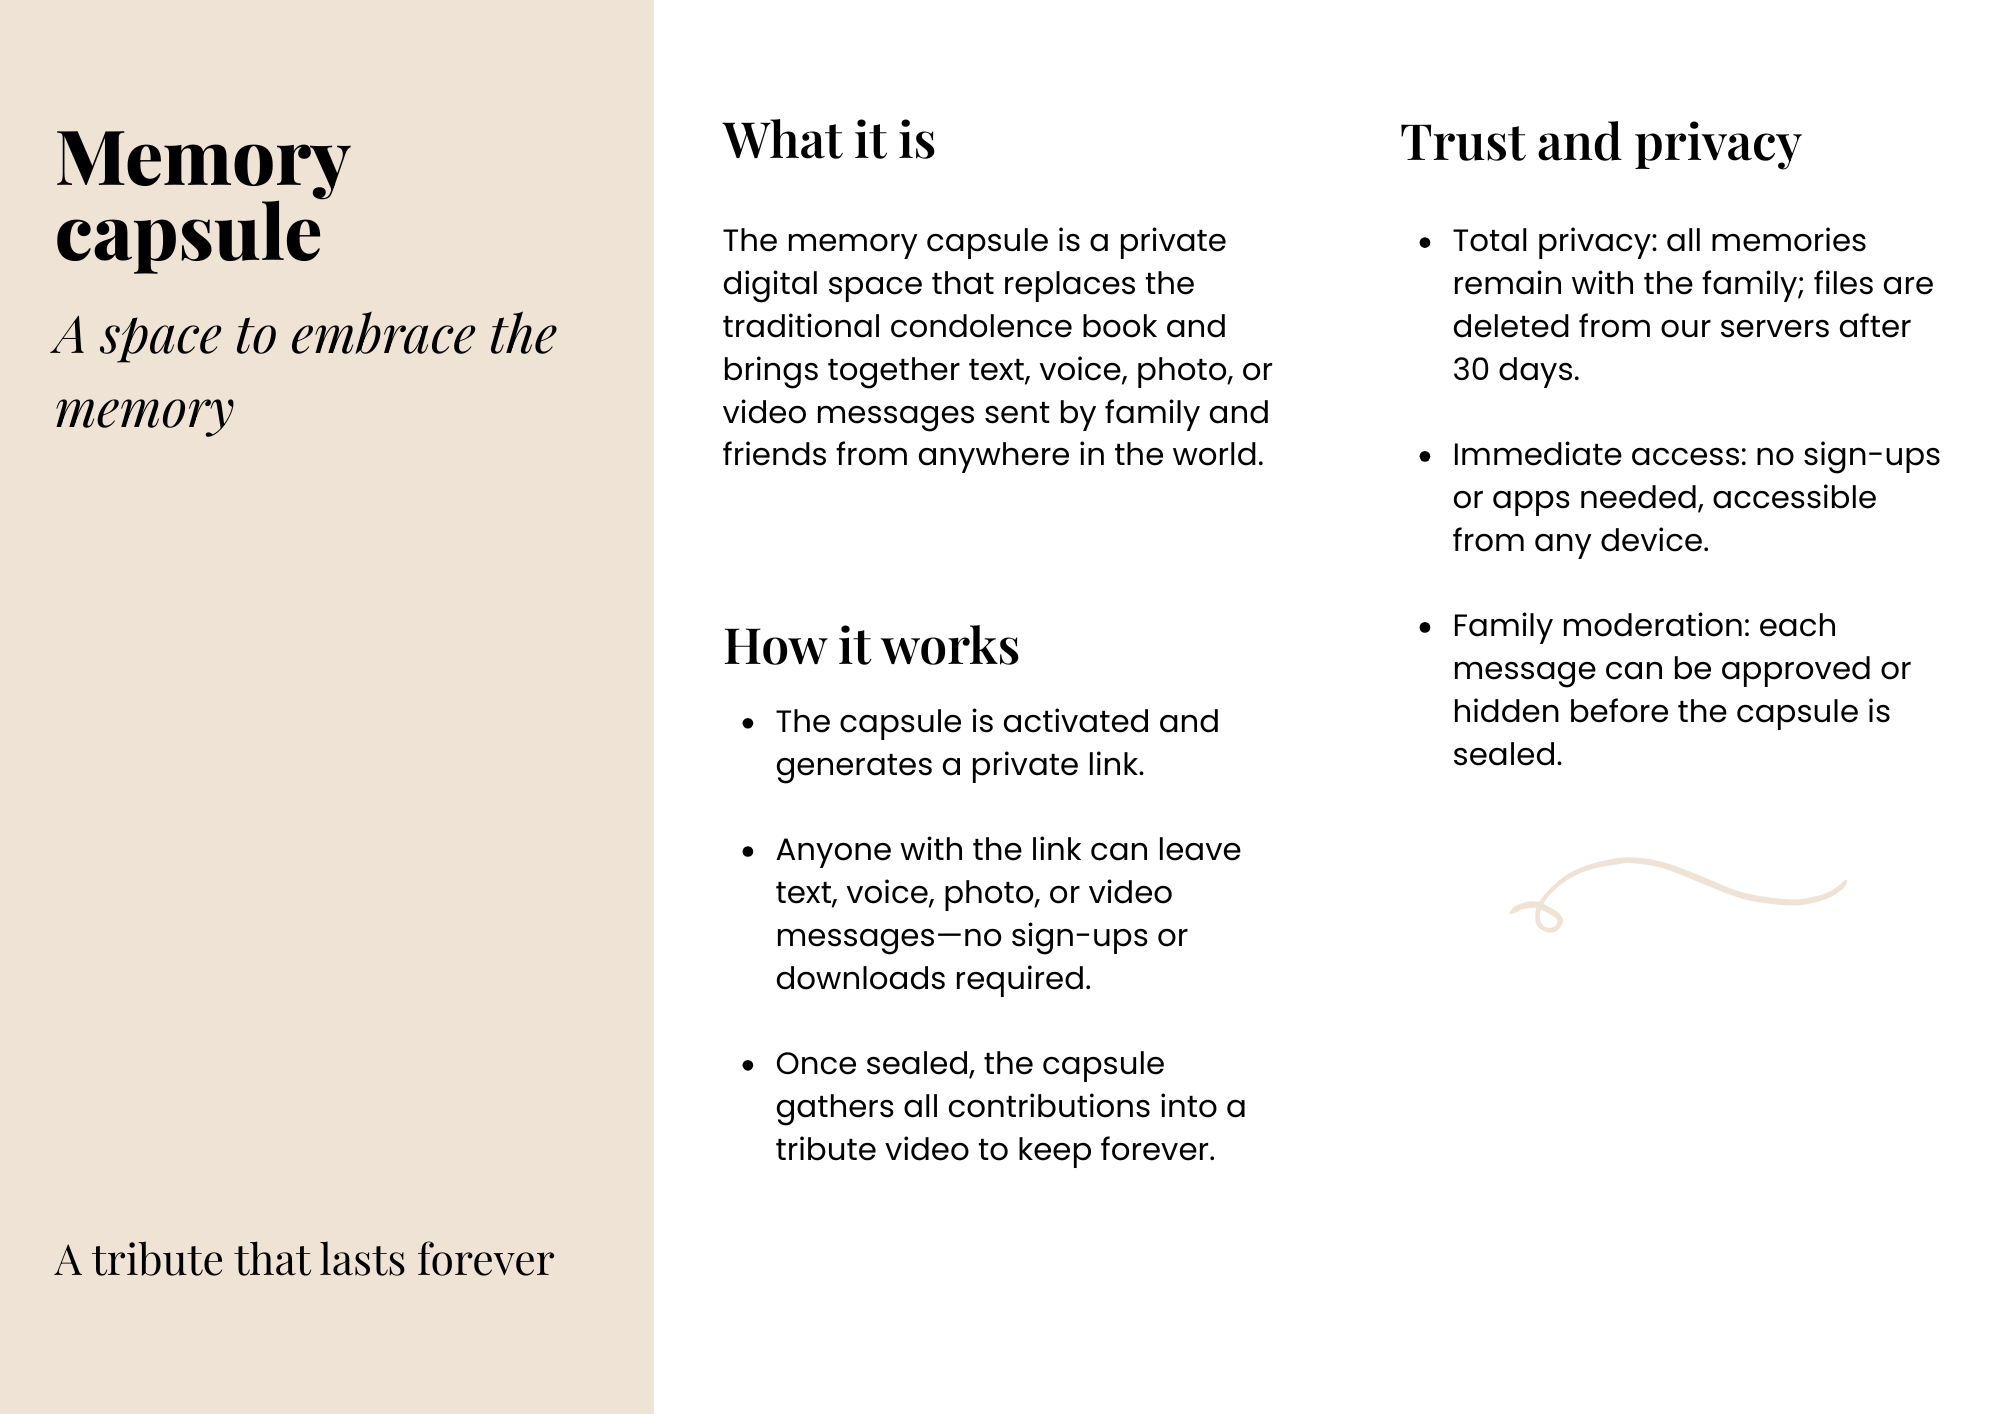 Memory
capsule
A space to embrace the
memory
A tribute that lasts forever
What it is
The memory capsule is a private
digital space that replaces the
traditional condolence book and
brings together text, voice, photo, or
video messages sent by family and
friends from anywhere in the world.
How it works
• The capsule is activated and
generates a private link.
• Anyone with the link can leave
text, voice, photo, or video
messages—no sign-ups or
downloads required.
• Once sealed, the capsule
gathers all contributions into a
tribute video to keep forever.
Trust and privacy
• Total privacy: all memories
remain with the family; files are
deleted from our servers after
30 days.
• Immediate access: no sign-ups
or apps needed, accessible
from any device.
• Family moderation: each
message can be approved or
hidden before the capsule is
sealed.